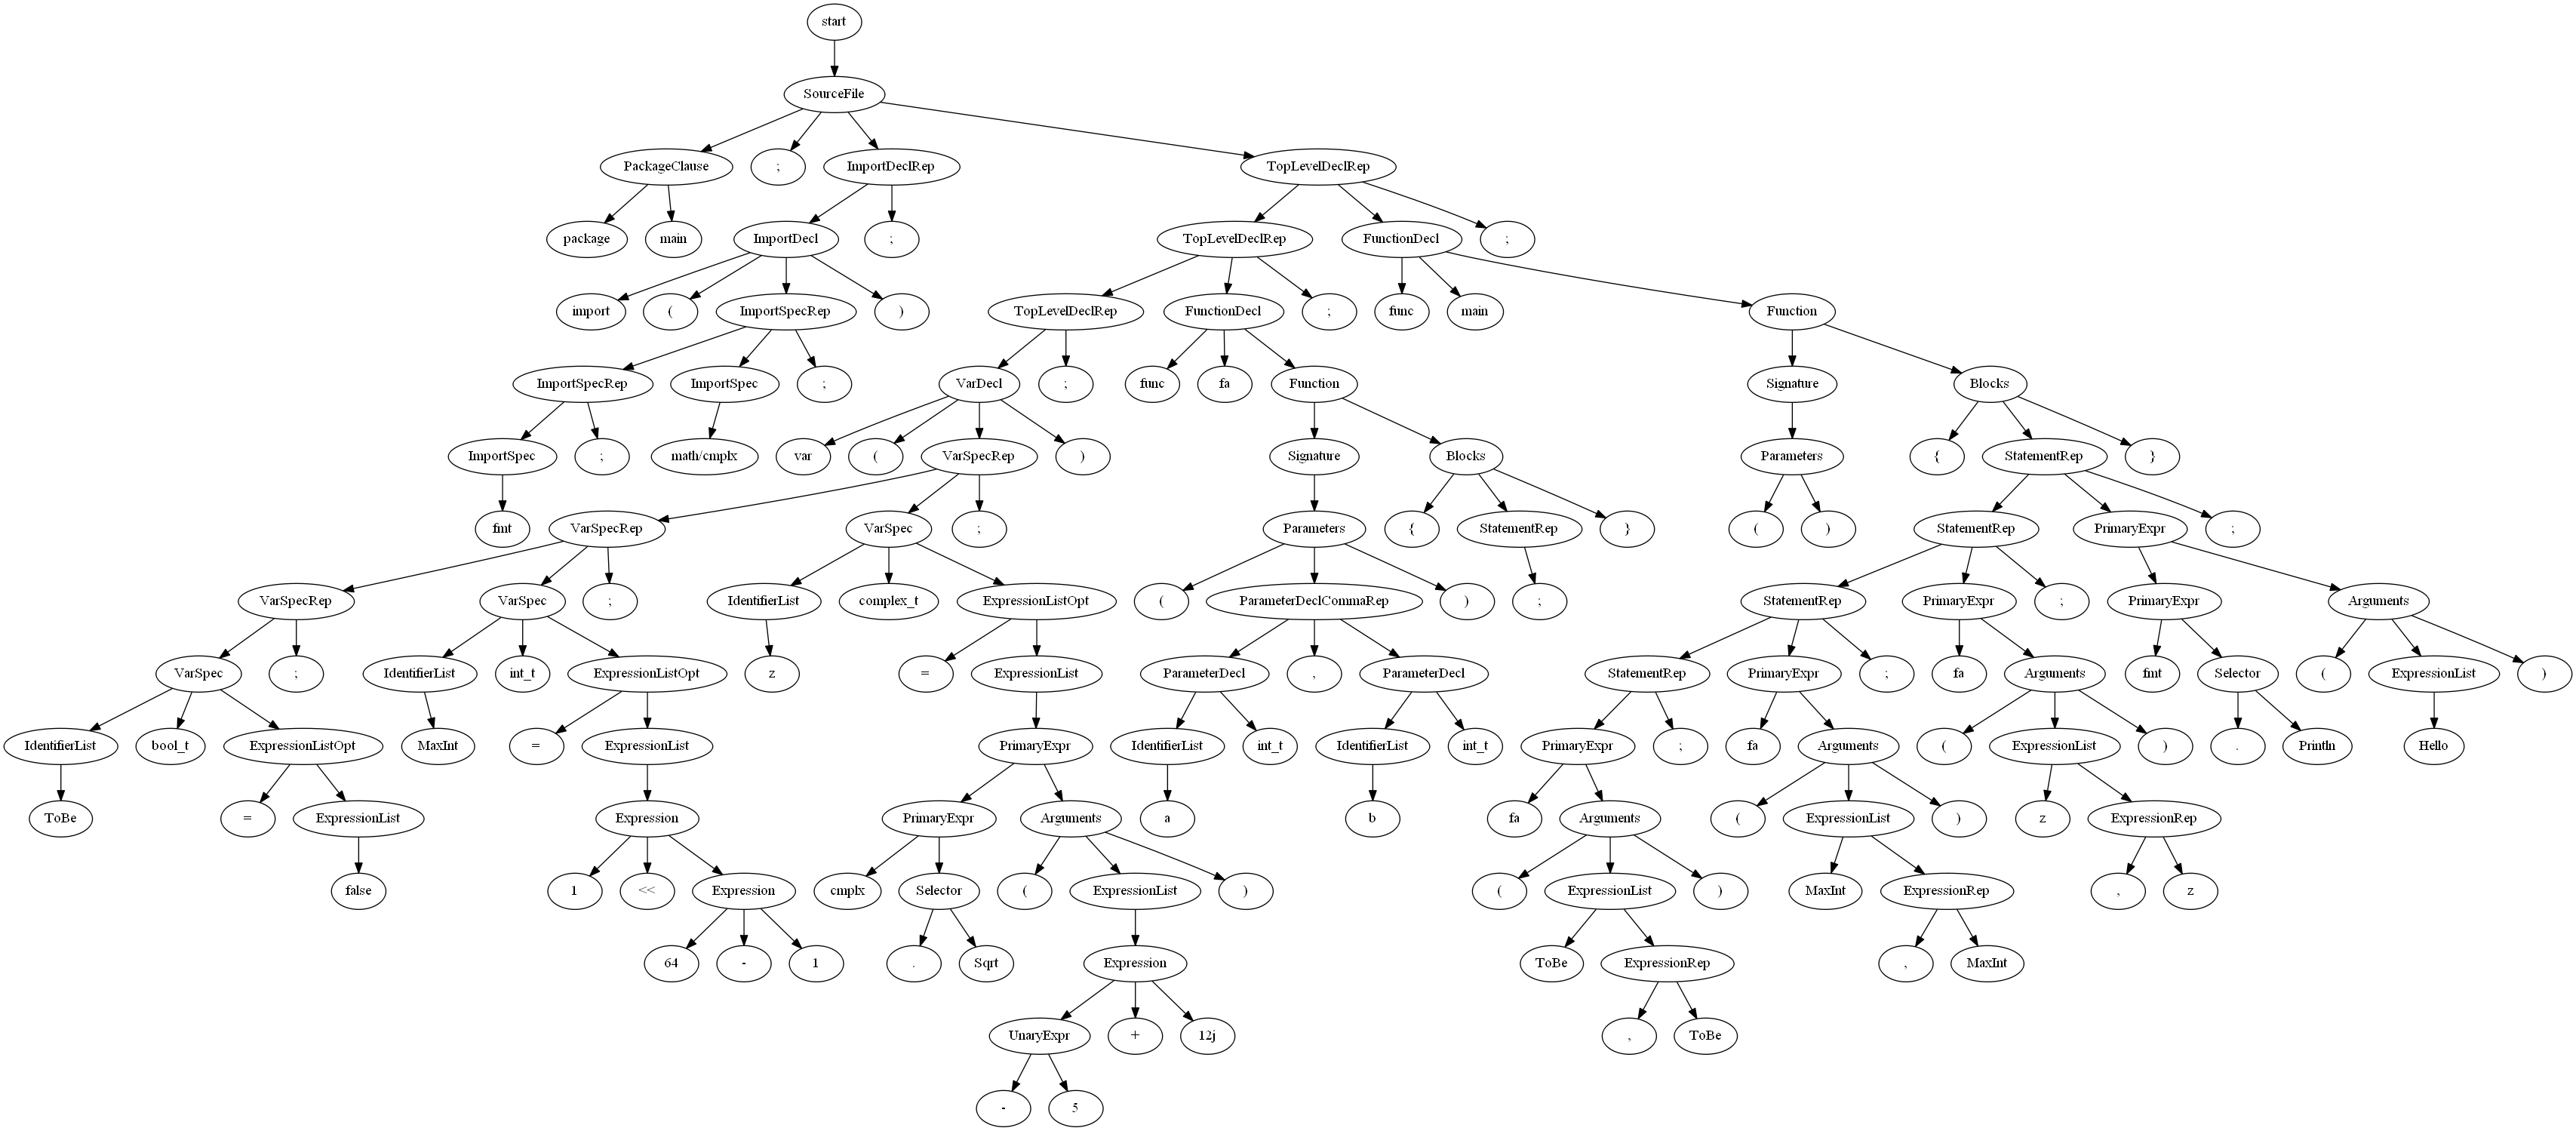 start
SourceFile
PackageClause ; ImportDeclRep TopLevelDeclRep
package main ImportDecl ; TopLevelDeclRep FunctionDecl ;
import ( ImportSpecRep ) TopLevelDeclRep FunctionDecl ; func main Function
ImportSpecRep ImportSpec ; VarDecl ; func fa Function Signature Blocks
ImportSpec ; math/cmplx var ( VarSpecRep ) Signature Blocks Parameters { StatementRep }
fmt VarSpecRep VarSpec ; Parameters { StatementRep } ( ) StatementRep PrimaryExpr ;
VarSpecRep VarSpec ; IdentifierList complex_t ExpressionListOpt ( ParameterDeclCommaRep ) ; StatementRep PrimaryExpr ; PrimaryExpr Arguments
VarSpec ; IdentifierList int_t ExpressionListOpt z = ExpressionList ParameterDecl , ParameterDecl StatementRep PrimaryExpr ; fa Arguments fmt Selector ( ExpressionList )
IdentifierList bool_t ExpressionListOpt MaxInt = ExpressionList PrimaryExpr IdentifierList int_t IdentifierList int_t PrimaryExpr ; fa Arguments ( ExpressionList ) . Println Hello
ToBe = ExpressionList Expression PrimaryExpr Arguments a b fa Arguments ( ExpressionList ) z ExpressionRep
false 1 << Expression cmplx Selector ( ExpressionList ) ( ExpressionList ) MaxInt ExpressionRep , z
64 - 1 . Sqrt Expression ToBe ExpressionRep , MaxInt
UnaryExpr + 12j , ToBe
- 5